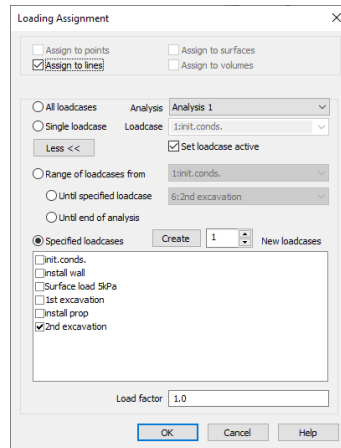 Loading Assignment
Assign to points Assign to surfaces
Assign to lines Assign to volumes
All loadcases Analysis Analysis 1
Single loadcase Loadcase 1:init.conds.
Less << Set loadcase active
Range of loadcases from 1:init.conds.
Until specified loadcase 6:2nd excavation
Until end of analysis
Specified loadcases Create 1 New loadcases
init.conds.
install wall
Surface load 5kPa
1st excavation
install prop
2nd excavation
Load factor 1.0
OK Cancel Help